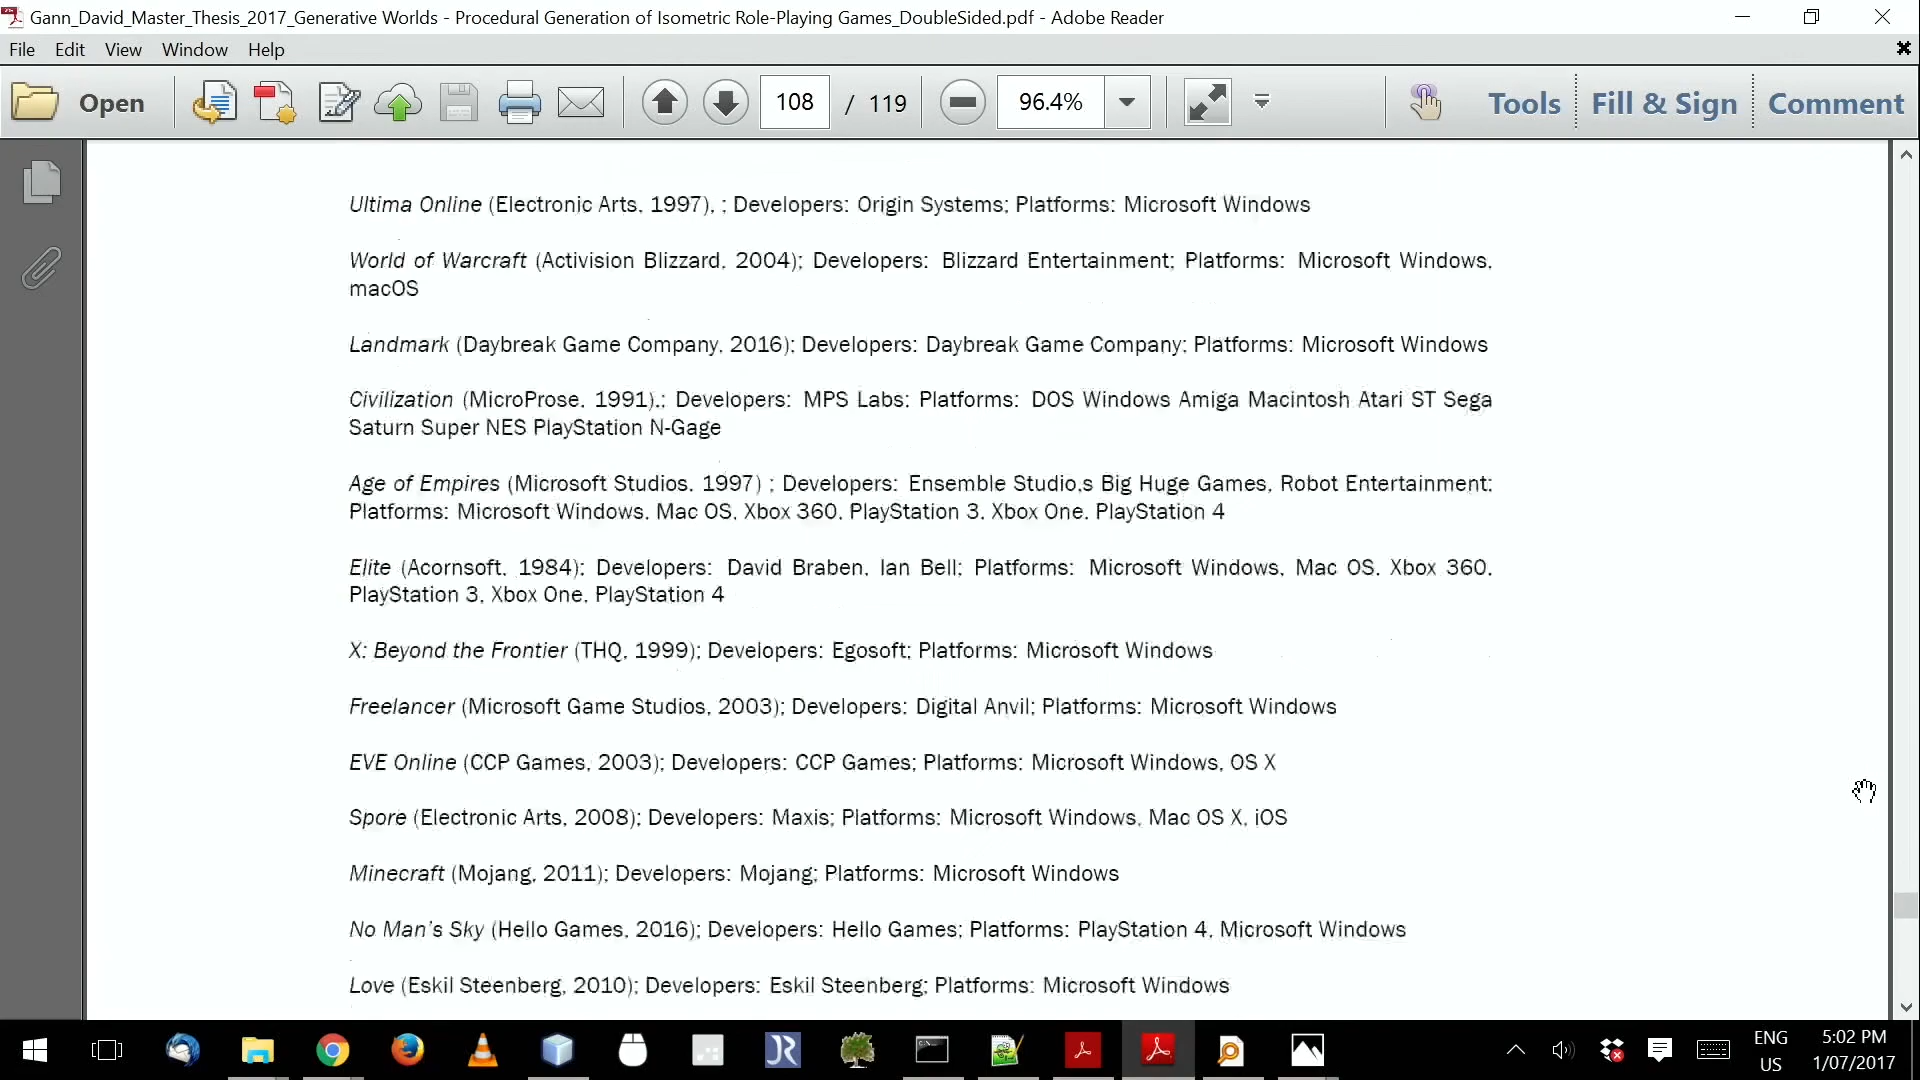 Gann_David_Master_Thesis_2017_Generative Worlds - Procedural Generation of Isometric Role-Playing Games_DoubleSided.pdf - Adobe Reader
File Edit View Window Help
Open 108 / 119 96.4% Tools Fill & Sign Comment
Ultima Online (Electronic Arts, 1997), ; Developers: Origin Systems; Platforms: Microsoft Windows
World of Warcraft (Activision Blizzard, 2004); Developers: Blizzard Entertainment; Platforms: Microsoft Windows,
macOS
Landmark (Daybreak Game Company, 2016); Developers: Daybreak Game Company; Platforms: Microsoft Windows
Civilization (MicroProse, 1991),; Developers: MPS Labs; Platforms: DOS Windows Amiga Macintosh Atari ST Sega
Saturn Super NES PlayStation N-Gage
Age of Empires (Microsoft Studios, 1997) ; Developers: Ensemble Studio,s Big Huge Games, Robot Entertainment;
Platforms: Microsoft Windows, Mac OS, Xbox 360, PlayStation 3, Xbox One, PlayStation 4
Elite (Acornsoft, 1984); Developers: David Braben, Ian Bell; Platforms: Microsoft Windows, Mac OS, Xbox 360,
PlayStation 3, Xbox One, PlayStation 4
X: Beyond the Frontier (THQ, 1999); Developers: Egosoft; Platforms: Microsoft Windows
Freelancer (Microsoft Game Studios, 2003); Developers: Digital Anvil; Platforms: Microsoft Windows
EVE Online (CCP Games, 2003); Developers: CCP Games; Platforms: Microsoft Windows, OS X
Spore (Electronic Arts, 2008); Developers: Maxis; Platforms: Microsoft Windows, Mac OS X, iOS
Minecraft (Mojang, 2011); Developers: Mojang; Platforms: Microsoft Windows
No Man's Sky (Hello Games, 2016); Developers: Hello Games; Platforms: PlayStation 4, Microsoft Windows
Love (Eskil Steenberg, 2010); Developers: Eskil Steenberg; Platforms: Microsoft Windows
ENG 5:02 PM
US 1/07/2017